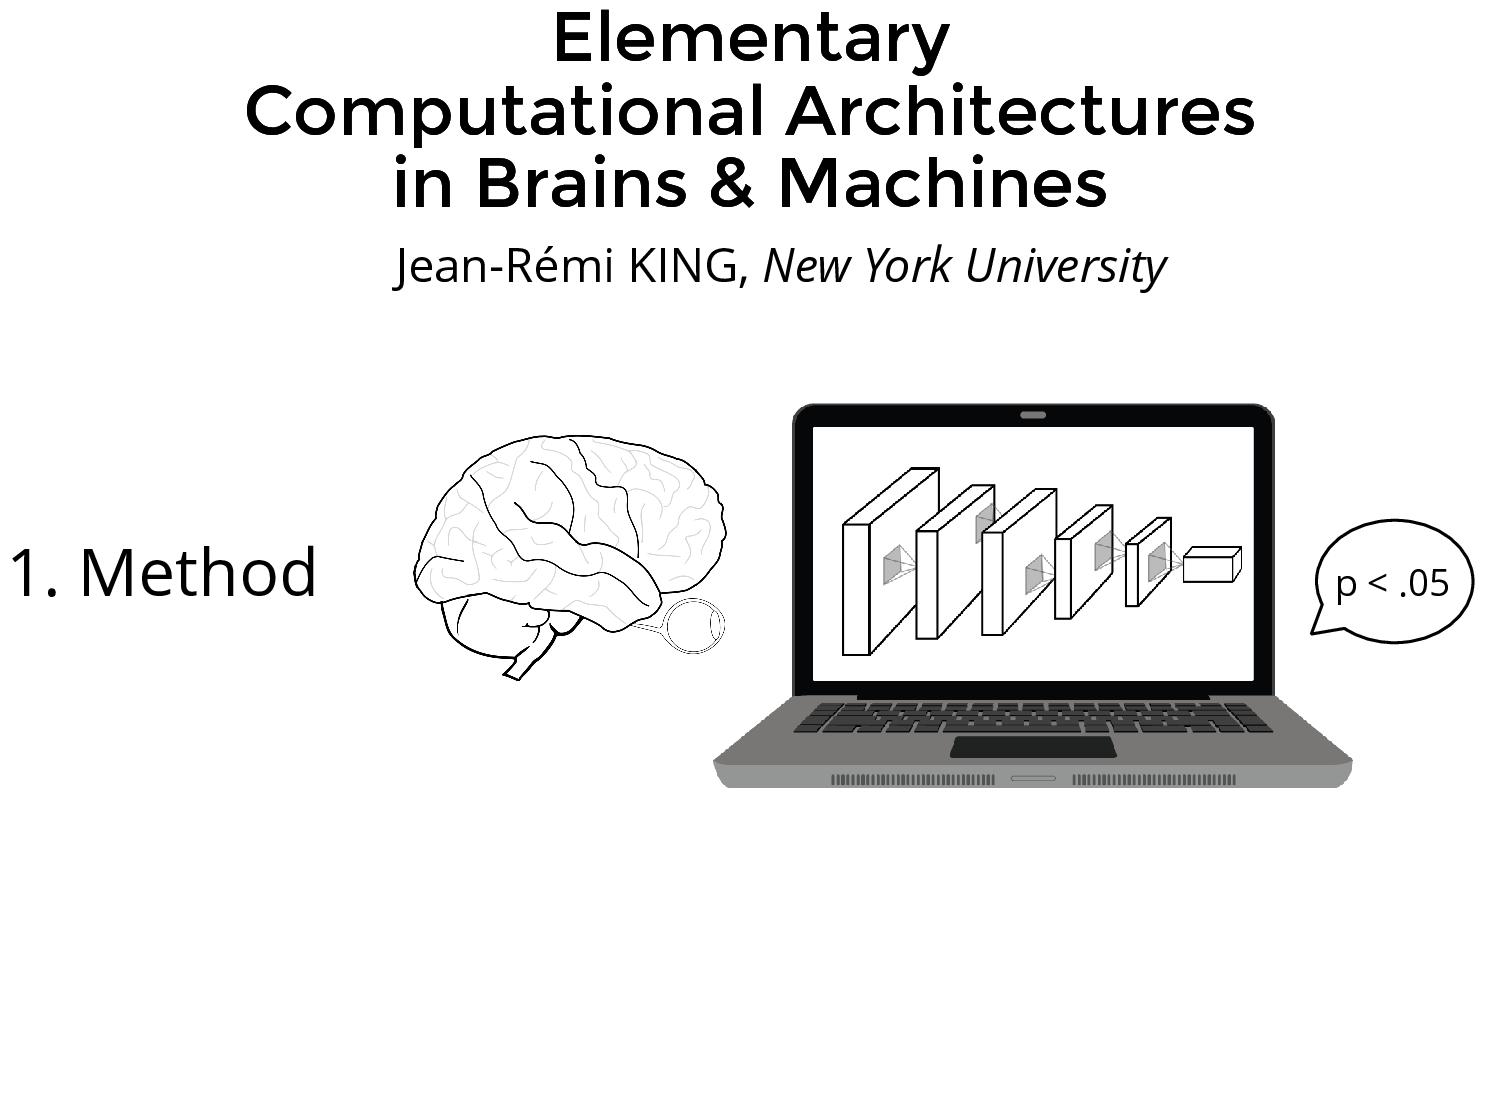 Elementary
Computational Architectures
in Brains & Machines
Jean-Rémi KING, New York University
1. Method
p < .05